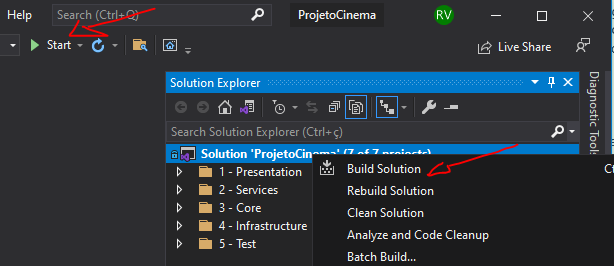 Help
Search (Ctrl+Q)
ProjetoCinema
RV
Start
Live Share
Solution Explorer
Search Solution Explorer (Ctrl+ç)
Solution 'ProjetoCinema' (7 of 7 projects)
1 - Presentation
2 - Services
3 - Core
4 - Infrastructure
5 - Test
Build Solution
Rebuild Solution
Clean Solution
Analyze and Code Cleanup
Batch Build...
Diagnostic Tools